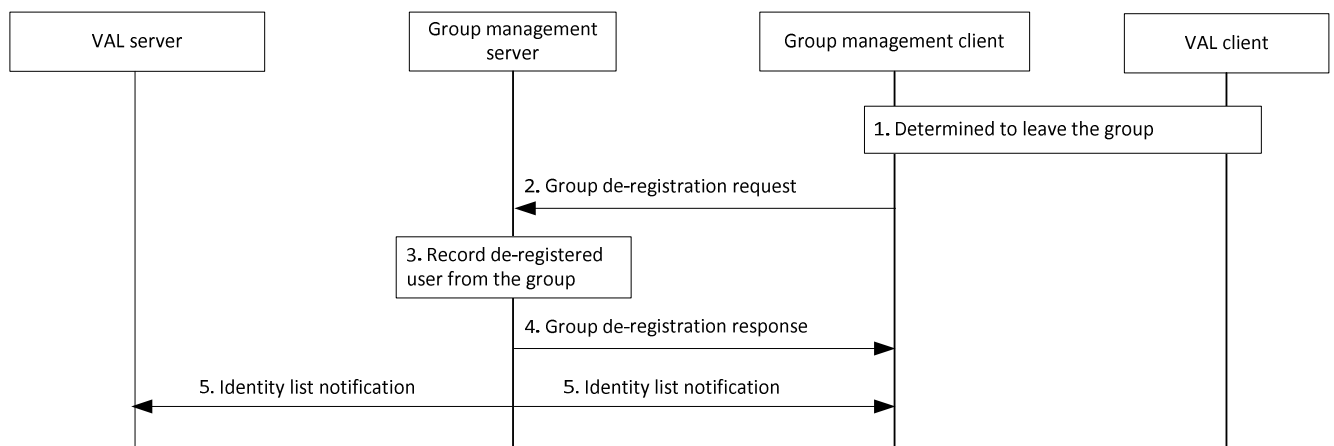 VAL server
Group management
server
Group management client
VAL client
1. Determined to leave the group
2. Group de-registration request
3. Record de-registered
user from the group
4. Group de-registration response
5. Identity list notification
5. Identity list notification